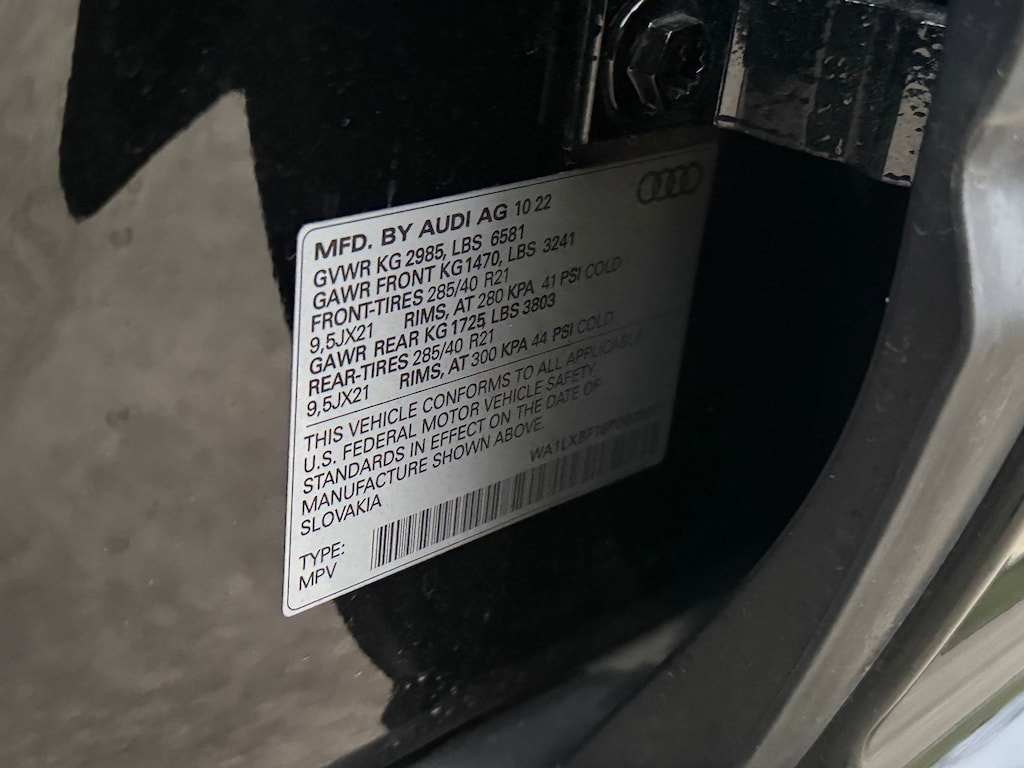 MFD. BY AUDI AG 10 22
GVWR KG 2985, LBS 6581
GAWR FRONT KG1470, LBS 3241
FRONT-TIRES 285/40 R21
9,5JX21 RIMS, AT 280 KPA 41 PSI COLD
GAWR REAR KG 1725, LBS 3803
REAR-TIRES 285/40 R21
9,5JX21 RIMS, AT 300 KPA 44 PSI COLD
THIS VEHICLE CONFORMS TO ALL APPLICABLE
U.S. FEDERAL MOTOR VEHICLE SAFETY
STANDARDS IN EFFECT ON THE DATE OF
MANUFACTURE SHOWN ABOVE.
SLOVAKIA
TYPE:
MPV